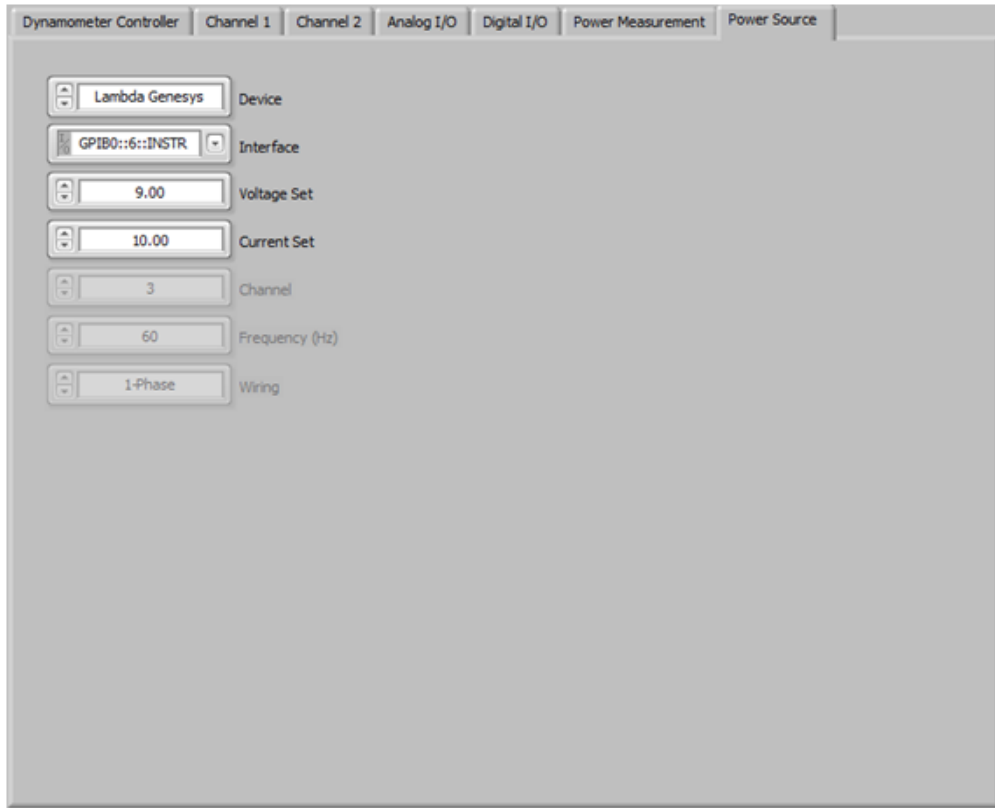 Dynamometer Controller Channel 1 Channel 2 Analog I/O Digital I/O Power Measurement Power Source
Lambda Genesys Device
GPIB0::6::INSTR Interface
9.00 Voltage Set
10.00 Current Set
3 Channel
60 Frequency (Hz)
1-Phase Wiring